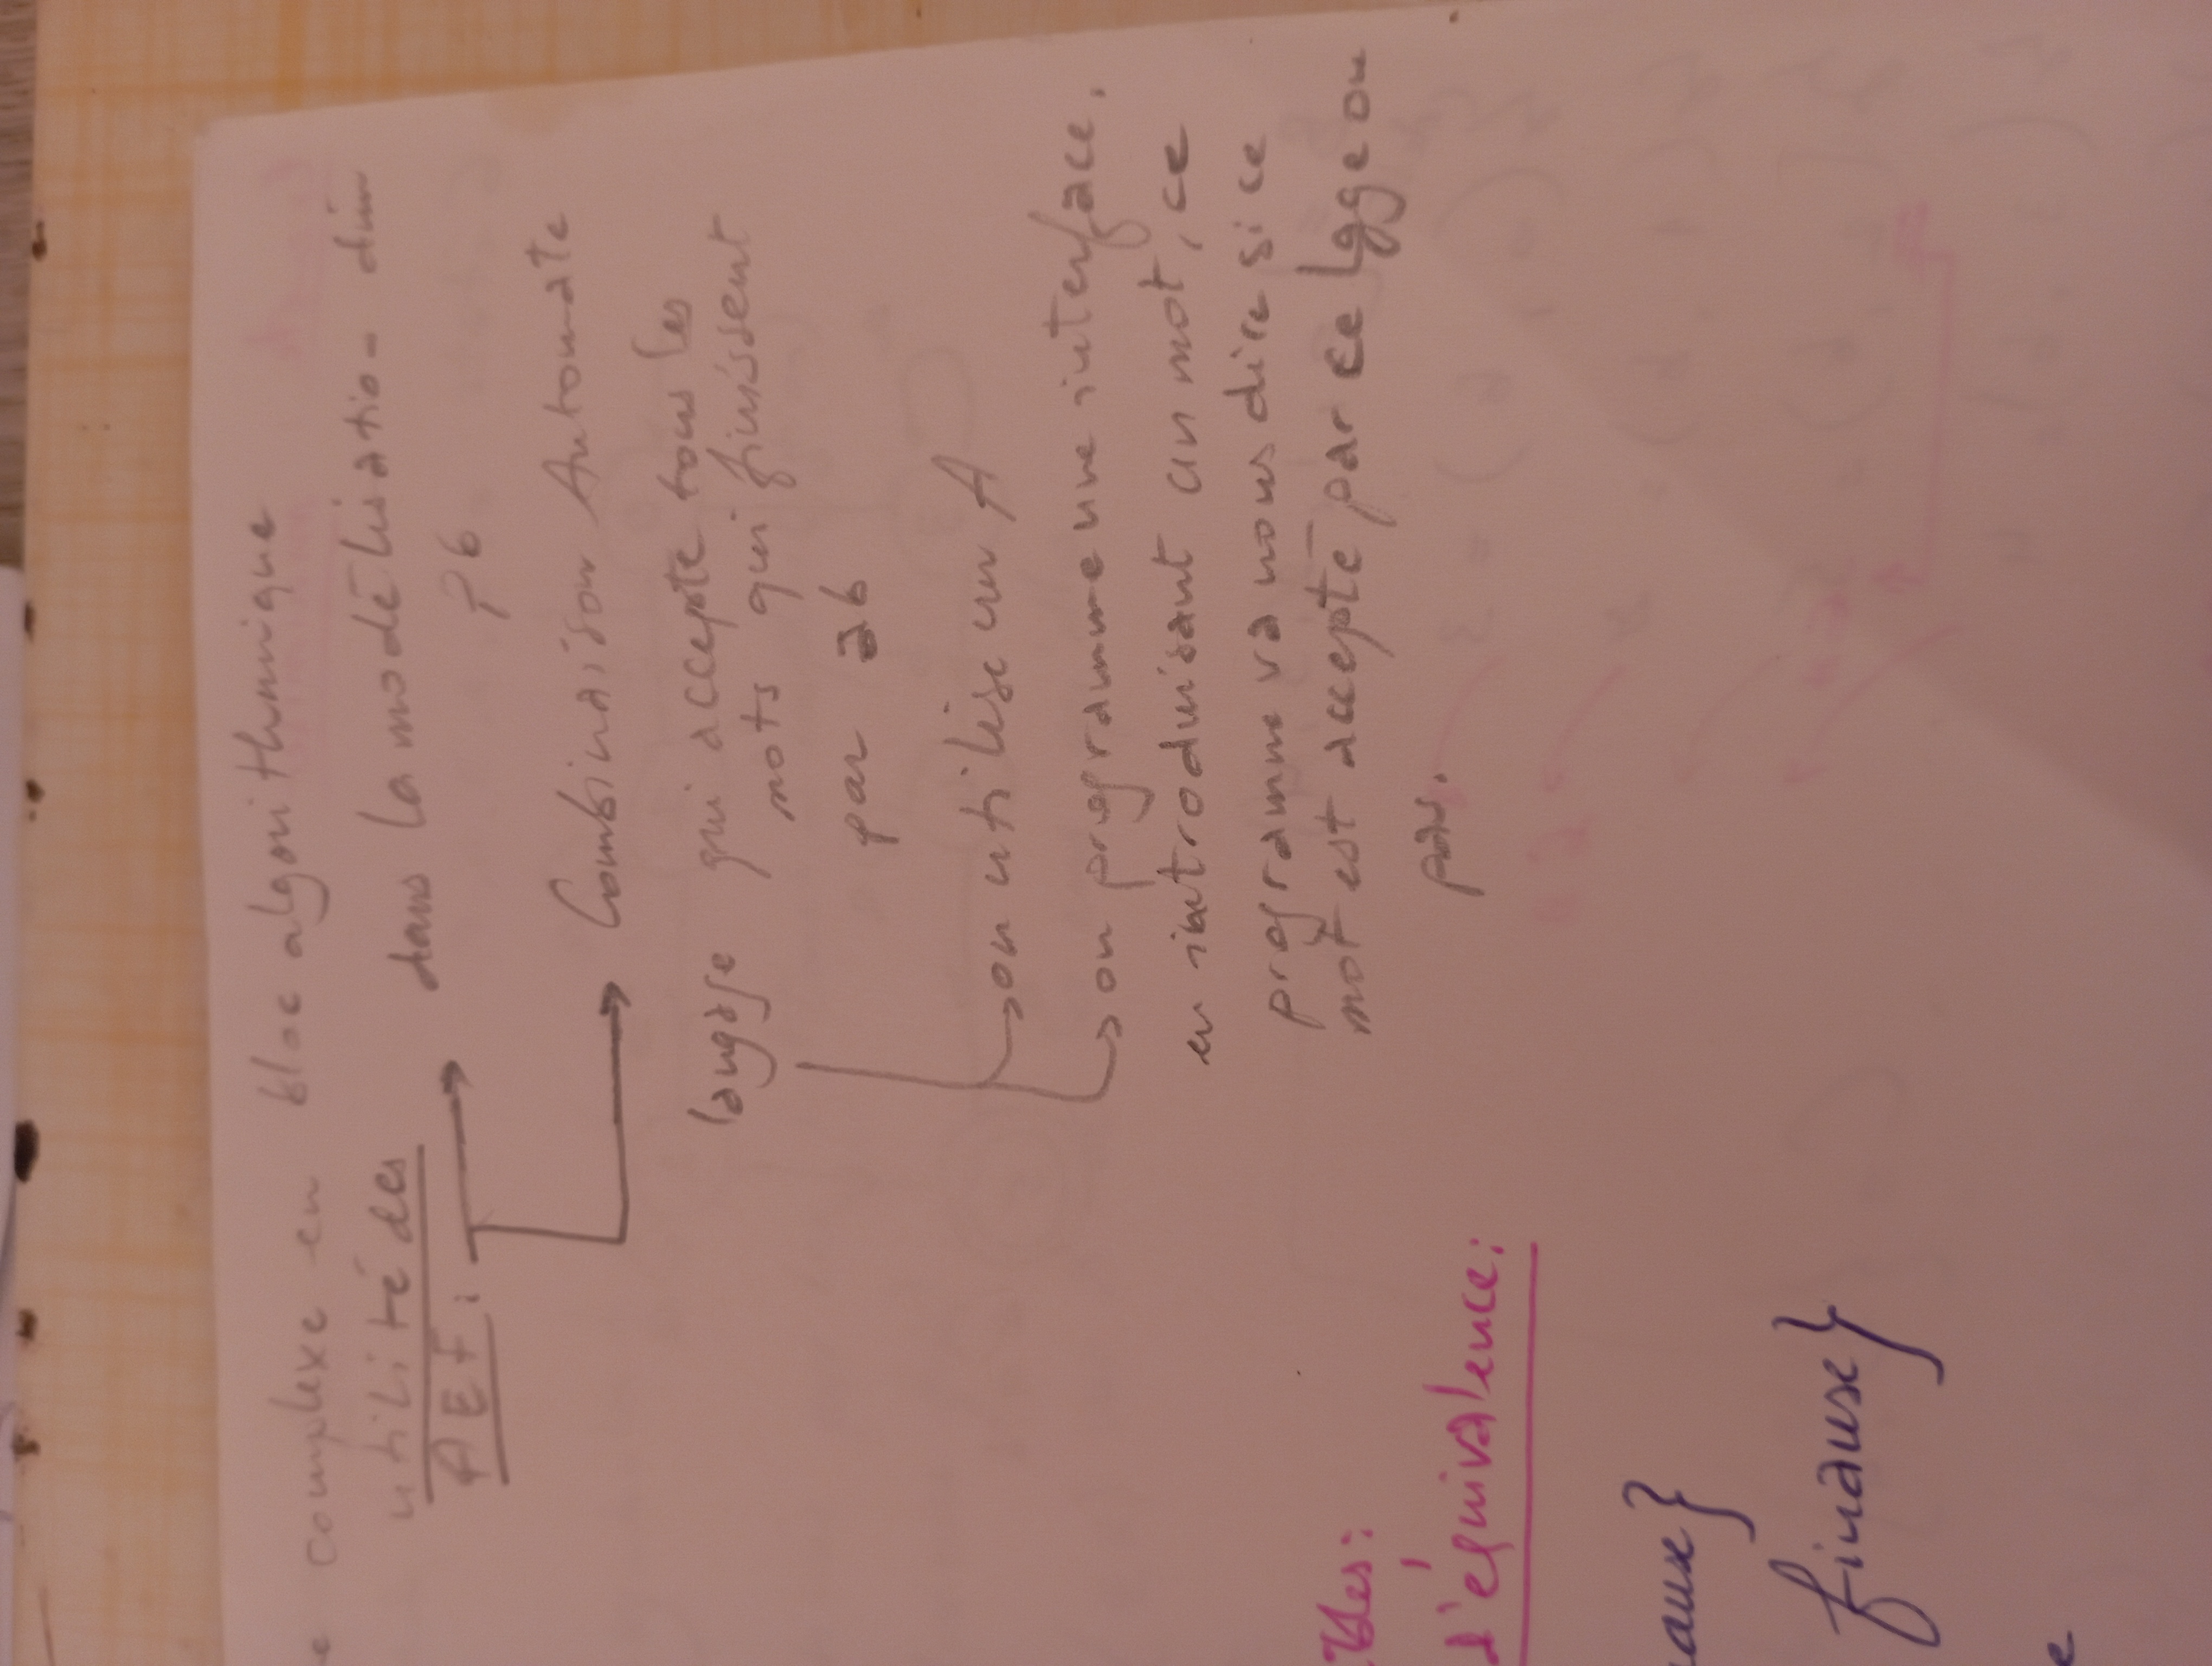 e complexe en bloc algorithmique
utilité des
AEF:
dans la modélisation d'un
pb
Combinaison Automate
langage qui accepte tous les
mots qui finissent
par ab
on utilise un A
on programme une interface.
en introduisant un mot, ce
programme va nous dire si ce
mot est accepté par ce lgge ou
pas.
bles:
d'équivalence:
aux}
finaux}
e